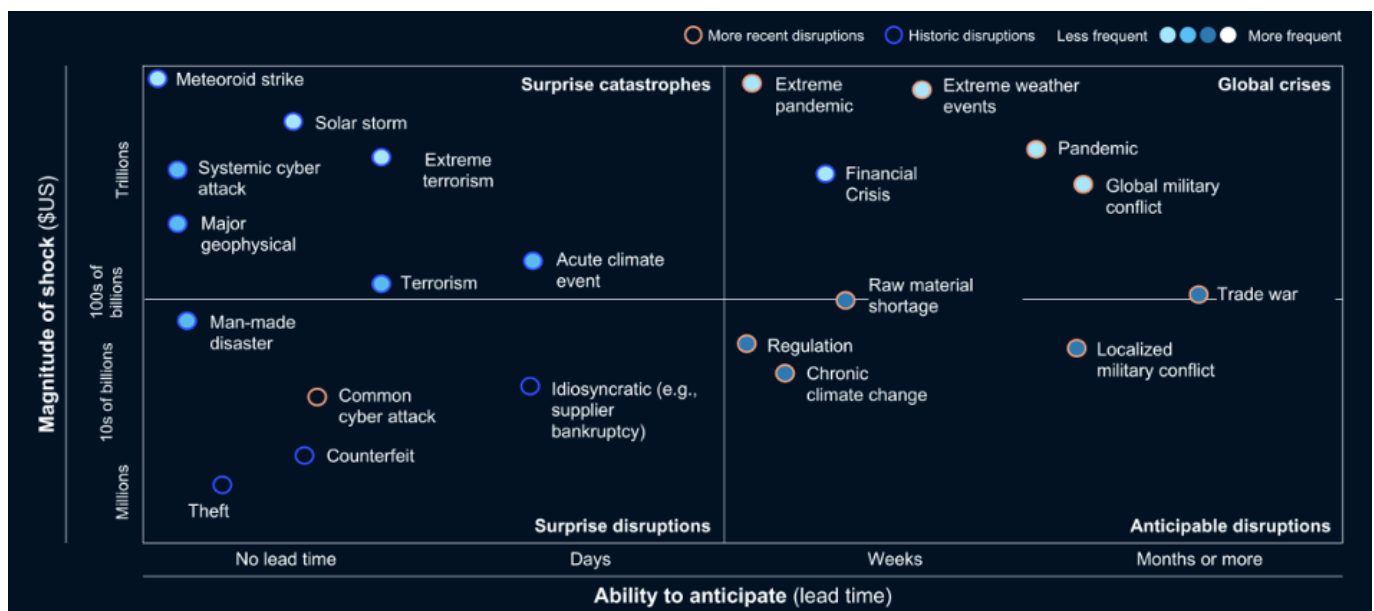 More recent disruptions
Historic disruptions
Less frequent
More frequent
Meteoroid strike
Surprise catastrophes
Extreme
pandemic
Extreme weather
events
Global crises
Solar storm
Extreme
terrorism
Systemic cyber
attack
Pandemic
Financial
Crisis
Global military
conflict
Major
geophysical
Acute climate
event
Terrorism
Raw material
shortage
Trade war
Man-made
disaster
Regulation
Localized
military conflict
Chronic
climate change
Common
cyber attack
Idiosyncratic (e.g.,
supplier
bankruptcy)
Counterfeit
Theft
Surprise disruptions
Anticipable disruptions
Magnitude of shock ($US)
Trillions
100s of
billions
10s of billions
Millions
No lead time
Days
Weeks
Months or more
Ability to anticipate (lead time)